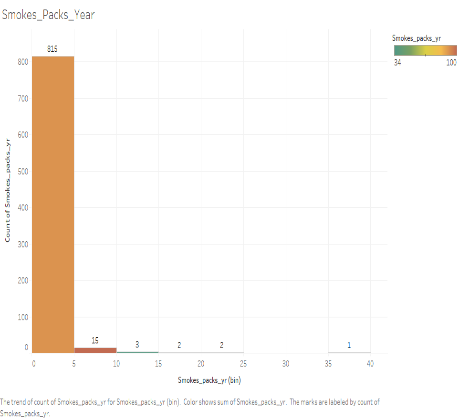 Smokes_Packs_Year
Smokes_packs_yr
34 100
Count of Smokes_packs_yr
800
700
600
500
400
300
200
100
0
816
15
3
2
2
1
0 5 10 15 20 25 30 35 40
Smokes_packs_yr (bin)
The trend of count of Smokes_packs_yr for Smokes_packs_yr (bin). Color shows sum of Smokes_packs_yr. The marks are labeled by count of
Smokes_packs_yr.